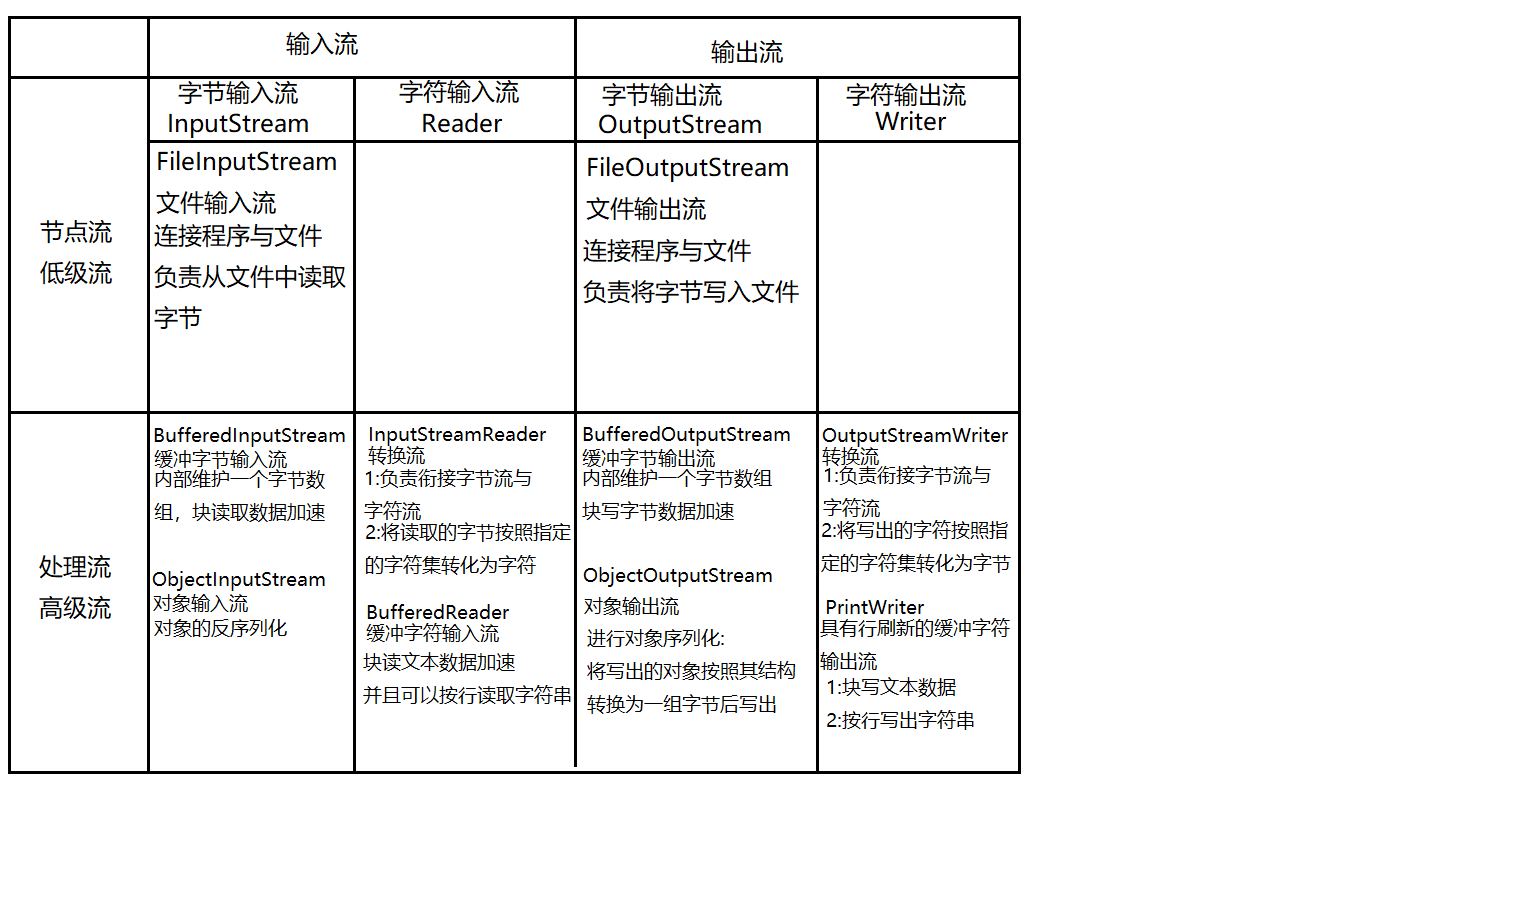 输入流
输出流
字节输入流
InputStream
字符输入流
Reader
字节输出流
OutputStream
字符输出流
Writer
节点流
低级流
FileInputStream
文件输入流
连接程序与文件
负责从文件中读取
字节
FileOutputStream
文件输出流
连接程序与文件
负责将字节写入文件
处理流
高级流
BufferedInputStream
缓冲字节输入流
内部维护一个字节数
组，块读取数据加速
ObjectInputStream
对象输入流
对象的反序列化
InputStreamReader
转换流
1:负责衔接字节流与
字符流
2:将读取的字节按照指定
的字符集转化为字符
BufferedReader
缓冲字符输入流
块读文本数据加速
并且可以按行读取字符串
BufferedOutputStream
缓冲字节输出流
内部维护一个字节数组
块写字节数据加速
ObjectOutputStream
对象输出流
进行对象序列化:
将写出的对象按照其结构
转换为一组字节后写出
OutputStreamWriter
转换流
1:负责衔接字节流与
字符流
2:将写出的字符按照指
定的字符集转化为字节
PrintWriter
具有行刷新的缓冲字符
输出流
1:块写文本数据
2:按行写出字符串